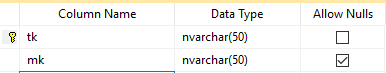 Column Name Data Type Allow Nulls
tk nvarchar(50)
mk nvarchar(50)